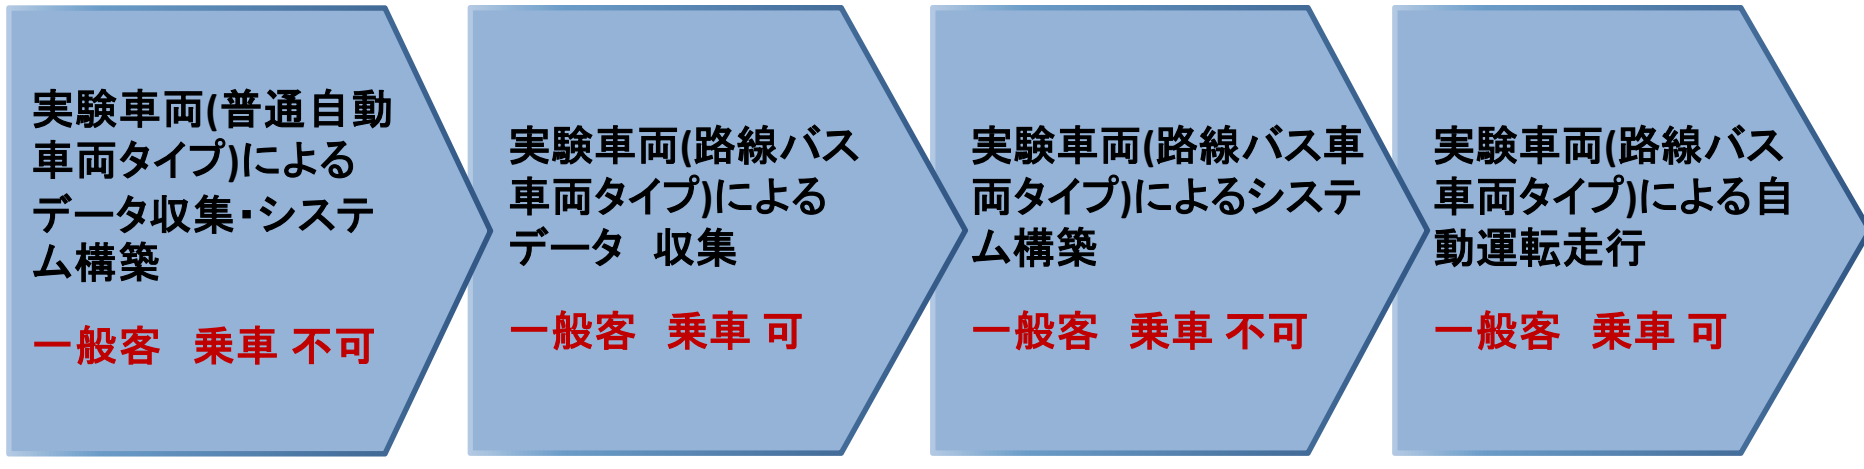 実験車両(普通自動
車両タイプ)による
データ収集・システ
ム構築
一般客　乗車 不可
実験車両(路線バス
車両タイプ)による
データ　収集
一般客　乗車 可
実験車両(路線バス車
両タイプ)によるシステ
ム構築
一般客　乗車 不可
実験車両(路線バス
車両タイプ)による自
動運転走行
一般客　乗車 可